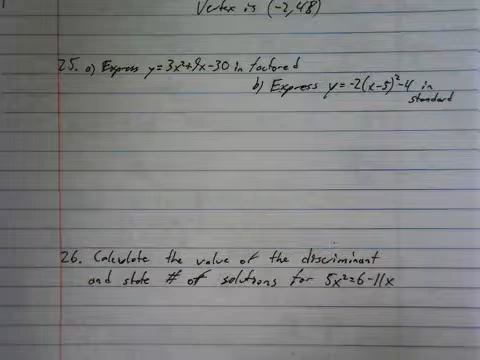 Vertex is (-2,48)
25. a) Express y=3x²+9x-30 in factored
b) Express y=-2(x-5)²-4 in
standard
26. Calculate the value of the discriminant
and state # of solutions for 5x²=6-11x